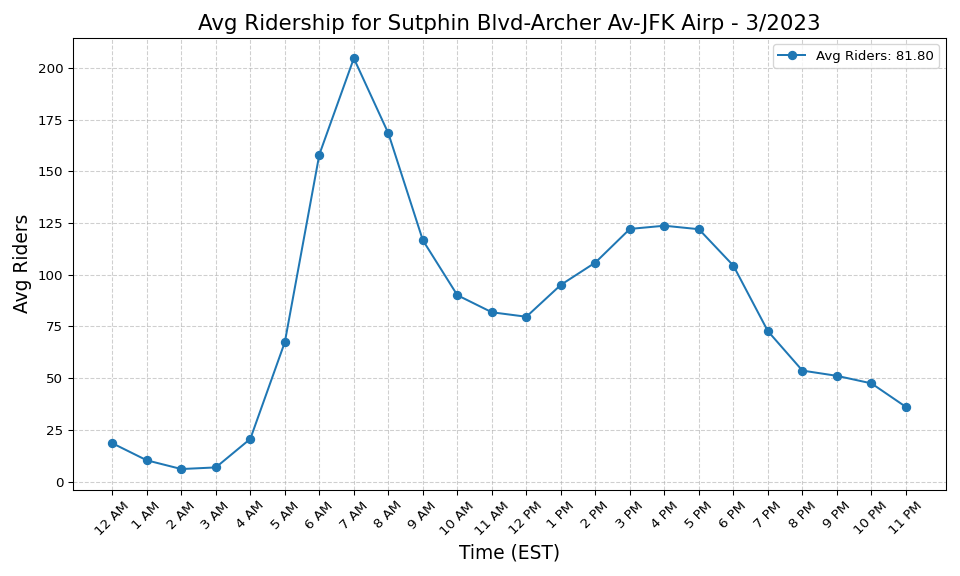 Avg Ridership for Sutphin Blvd-Archer Av-JFK Airp - 3/2023
Avg Riders: 81.80
Avg Riders
200
175
150
125
100
75
50
25
0
12 AM
1 AM
2 AM
3 AM
4 AM
5 AM
6 AM
7 AM
8 AM
9 AM
10 AM
11 AM
12 PM
1 PM
2 PM
3 PM
4 PM
5 PM
6 PM
7 PM
8 PM
9 PM
10 PM
11 PM
Time (EST)